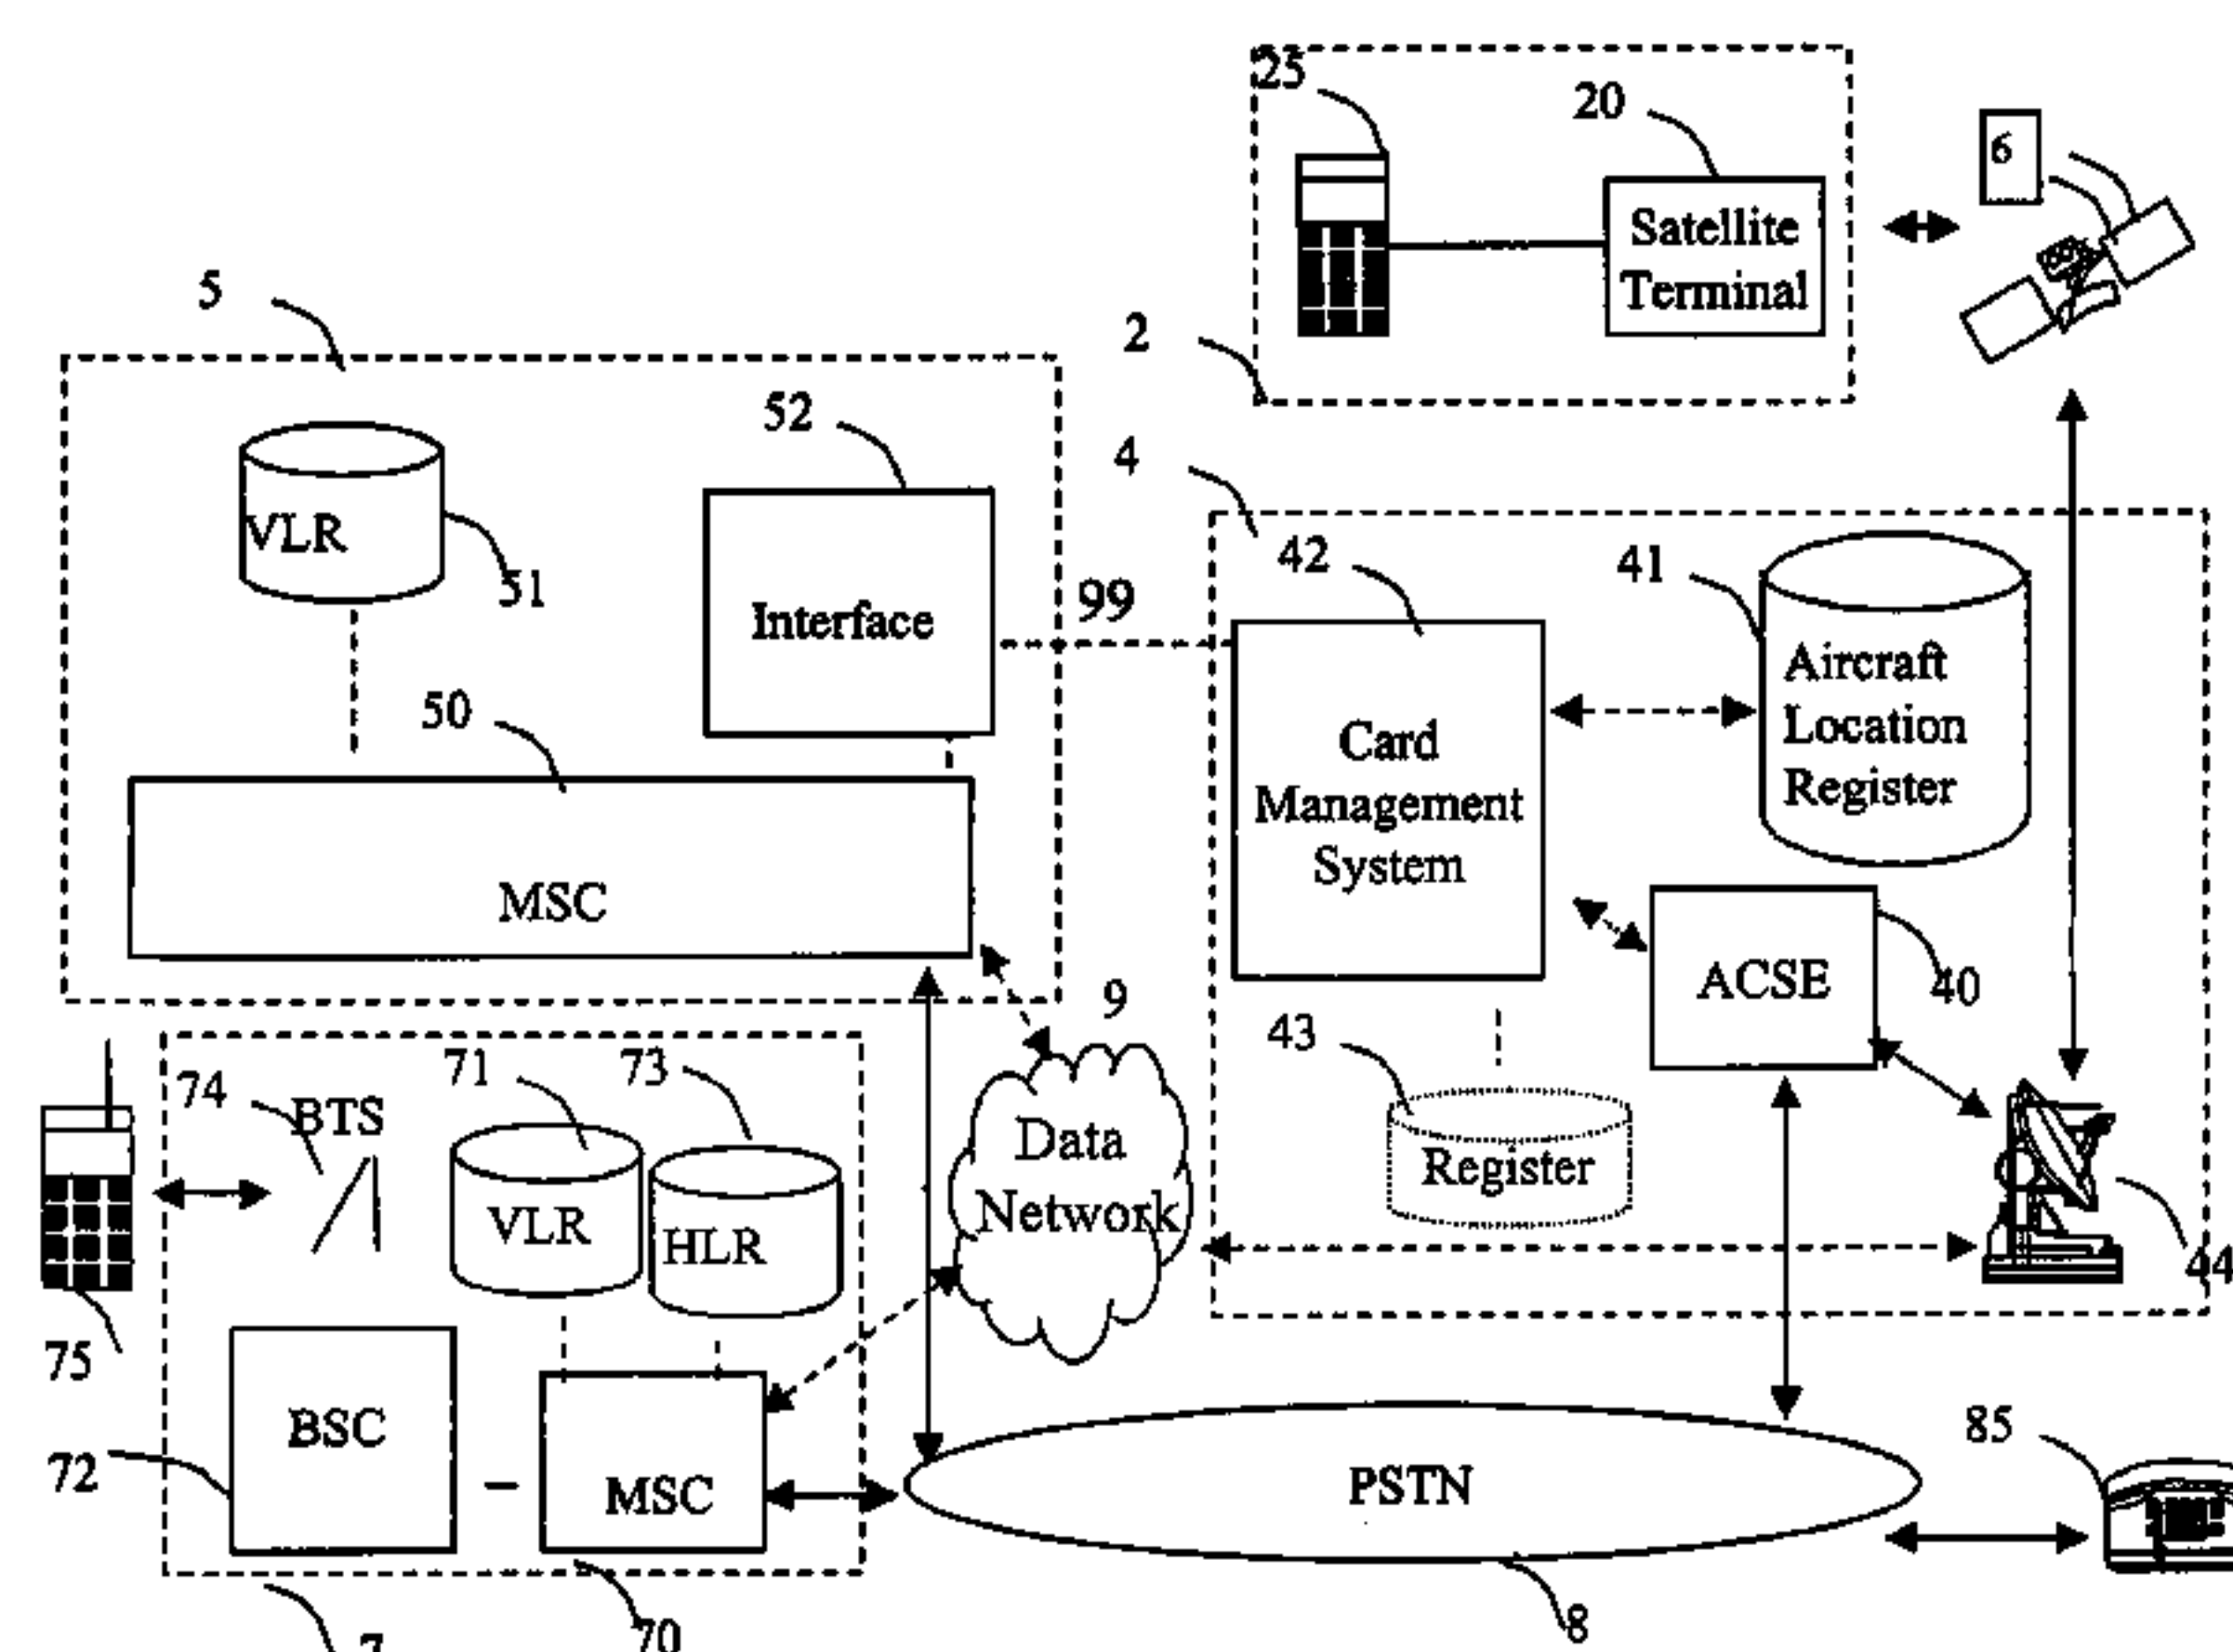 25
20
6
Satellite
Terminal
5
2
52
4
VLR
51
42
41
Interface
99
Aircraft
Location
Register
50
Card
Management
System
MSC
ACSE
40
9
43
71
73
74
BTS
Data
Network
Register
VLR
HLR
44
75
BSC
85
72
MSC
PSTN
8
70
7